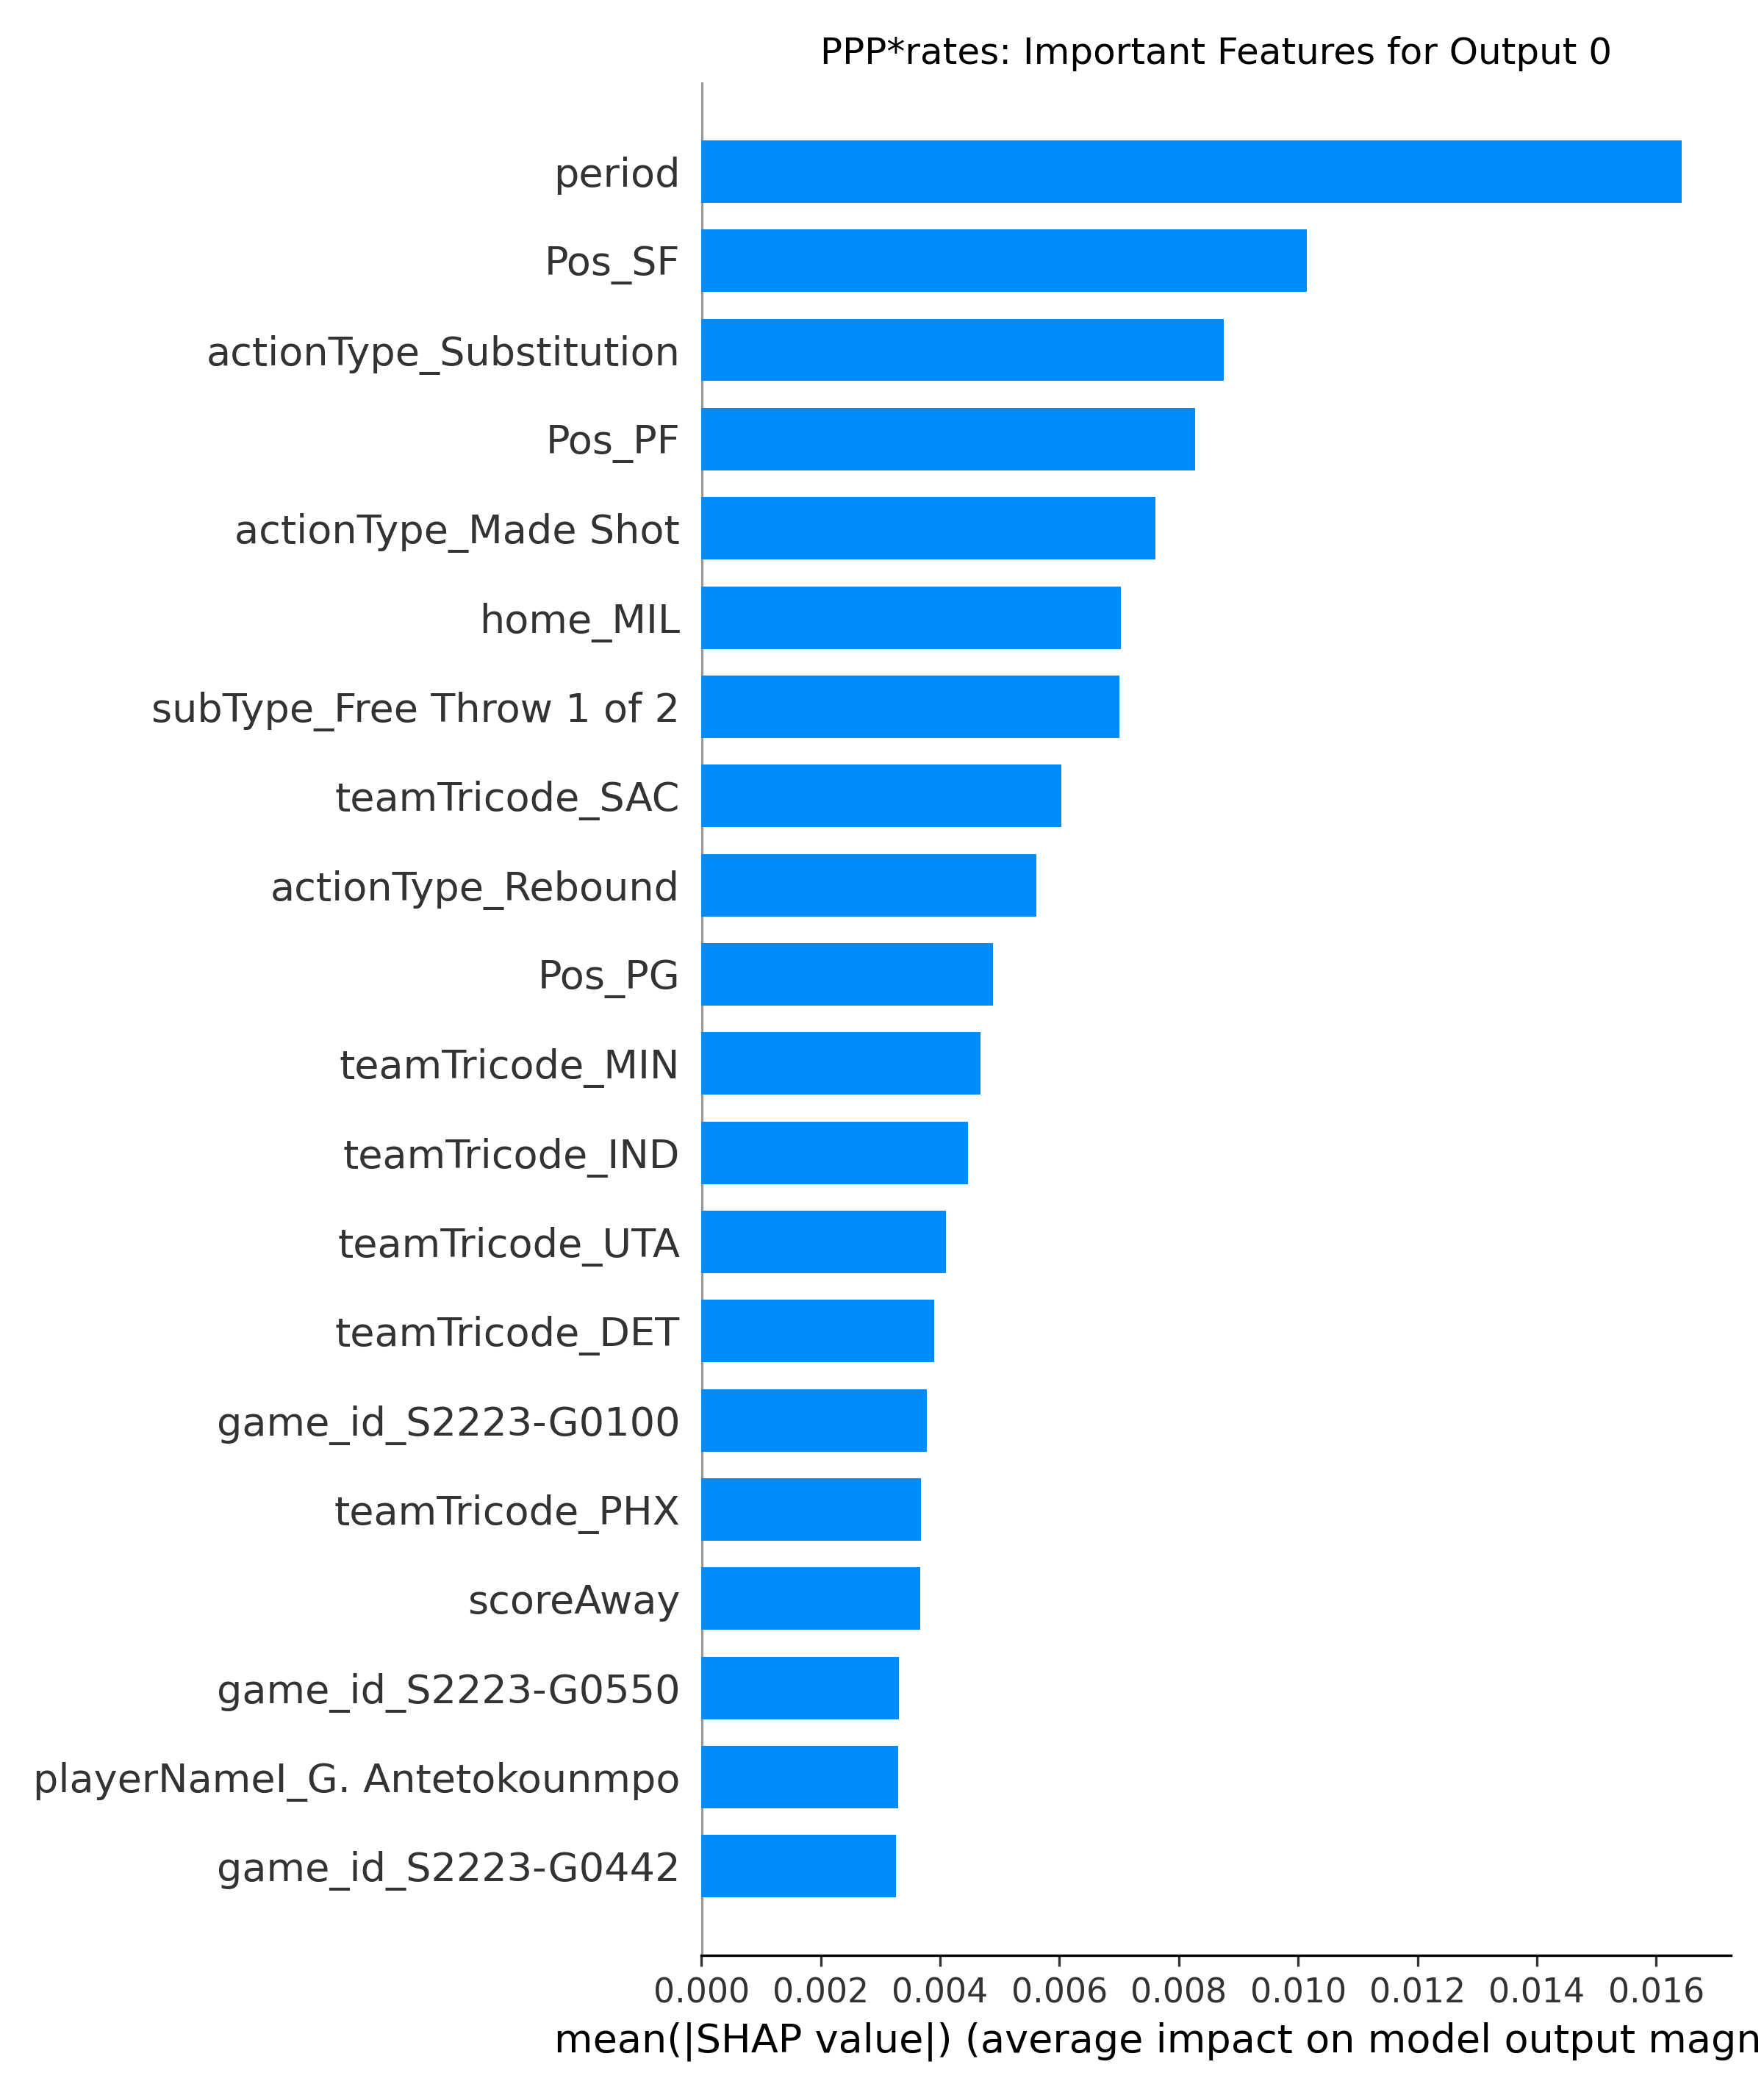 PPP*rates: Important Features for Output 0
period
Pos_SF
actionType_Substitution
Pos_PF
actionType_Made Shot
home_MIL
subType_Free Throw 1 of 2
teamTricode_SAC
actionType_Rebound
Pos_PG
teamTricode_MIN
teamTricode_IND
teamTricode_UTA
teamTricode_DET
game_id_S2223-G0100
teamTricode_PHX
scoreAway
game_id_S2223-G0550
playerNameI_G. Antetokounmpo
game_id_S2223-G0442
0.000 0.002 0.004 0.006 0.008 0.010 0.012 0.014 0.016
mean(|SHAP value|) (average impact on model output magn